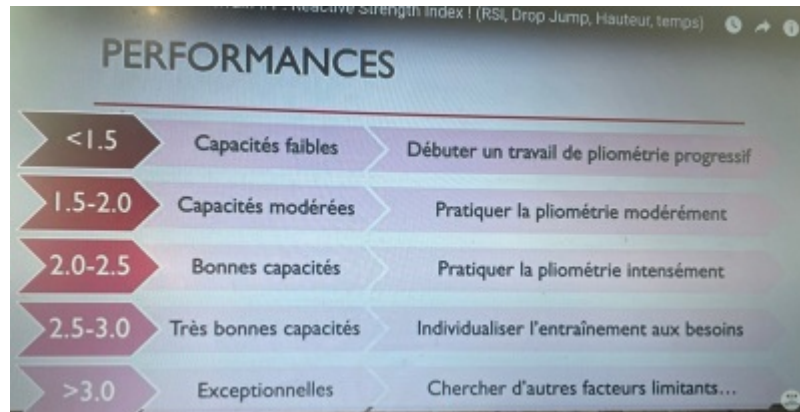 : Reactive Strength Index ! (RSI, Drop Jump, Hauteur, temps)
PERFORMANCES
<1.5 Capacités faibles Débuter un travail de pliométrie progressif
1.5-2.0 Capacités modérées Pratiquer la pliométrie modérément
2.0-2.5 Bonnes capacités Pratiquer la pliométrie intensément
2.5-3.0 Très bonnes capacités Individualiser l'entraînement aux besoins
>3.0 Exceptionnelles Chercher d'autres facteurs limitants...